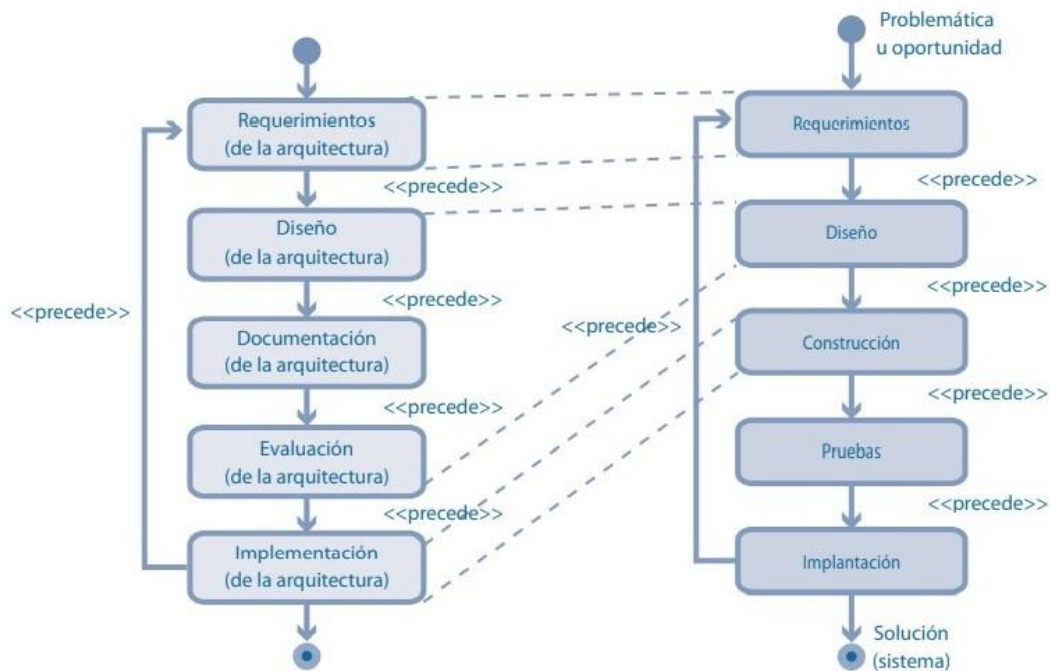 Problemática
u oportunidad
Requerimientos
(de la arquitectura)
Requerimientos
<<precede>>
<<precede>>
Diseño
(de la arquitectura)
Diseño
<<precede>>
<<precede>>
<<precede>>
<<precede>>
Documentación
(de la arquitectura)
Construcción
<<precede>>
<<precede>>
Evaluación
(de la arquitectura)
Pruebas
<<precede>>
<<precede>>
Implementación
(de la arquitectura)
Implantación
Solución
(sistema)